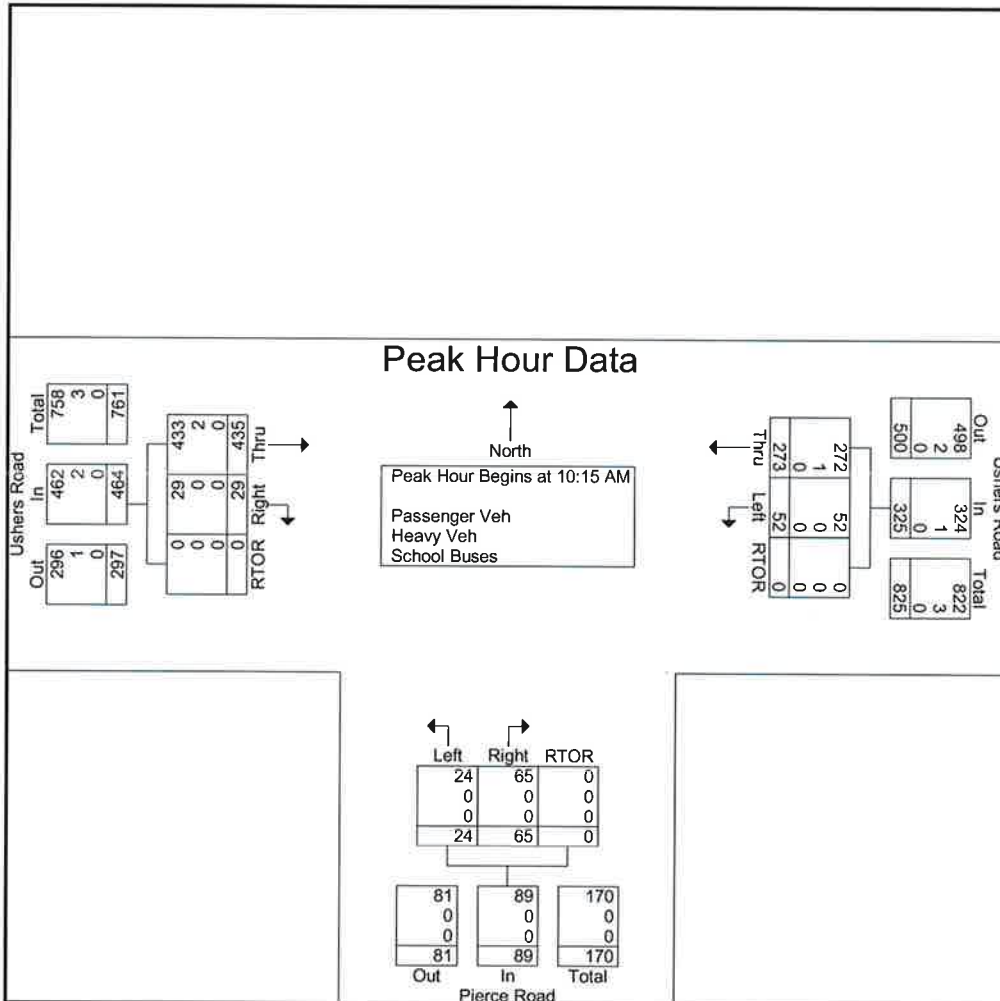 Peak Hour Data
Ushers Road
Out In Total
296 462 758
1 2 3
0 0 0
297 464 761
0 29 433
0 0 2
0 0 0
0 29 435
RTOR Right Thru
North
Peak Hour Begins at 10:15 AM
Passenger Veh
Heavy Veh
School Buses
Ushers Road
Out In Total
498 324 822
2 1 3
0 0 0
500 325 825
272 52 0
1 0 0
0 0 0
273 52 0
Thru Left RTOR
Left Right RTOR
24 65 0
0 0 0
0 0 0
24 65 0
81 89 170
0 0 0
0 0 0
81 89 170
Out In Total
Pierce Road